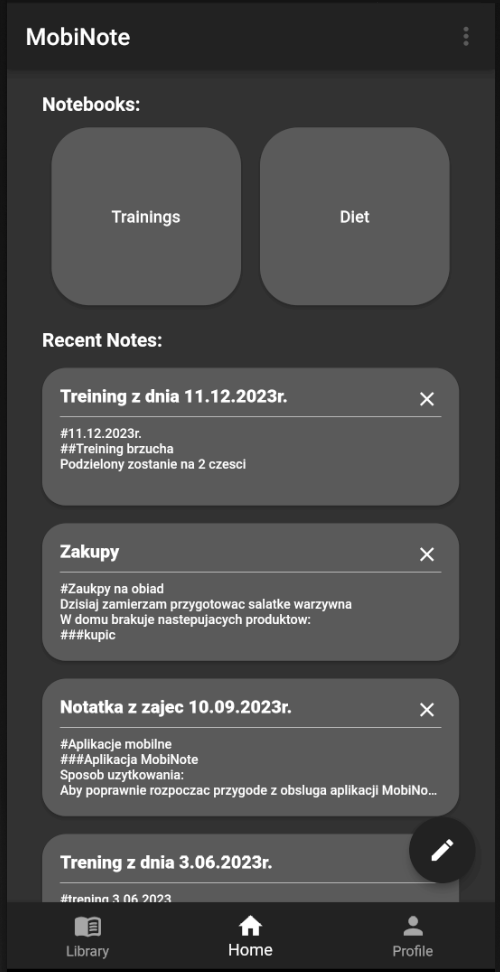 MobiNote
Notebooks:
Trainings
Diet
Recent Notes:
Treining z dnia 11.12.2023r.
#11.12.2023r.
##Treining brzucha
Podzielony zostanie na 2 czesci
Zakupy
#Zaukpy na obiad
Dzisiaj zamierzam przygotowac salatke warzywna
W domu brakuje nastepujacych produktow:
###kupic
Notatka z zajec 10.09.2023r.
#Aplikacje mobilne
###Aplikacja MobiNote
Sposob uzytkowania:
Aby poprawnie rozpoczac przygode z obsluga aplikacji MobiNo...
Trening z dnia 3.06.2023r.
#trening 3.06.2023
Library
Home
Profile